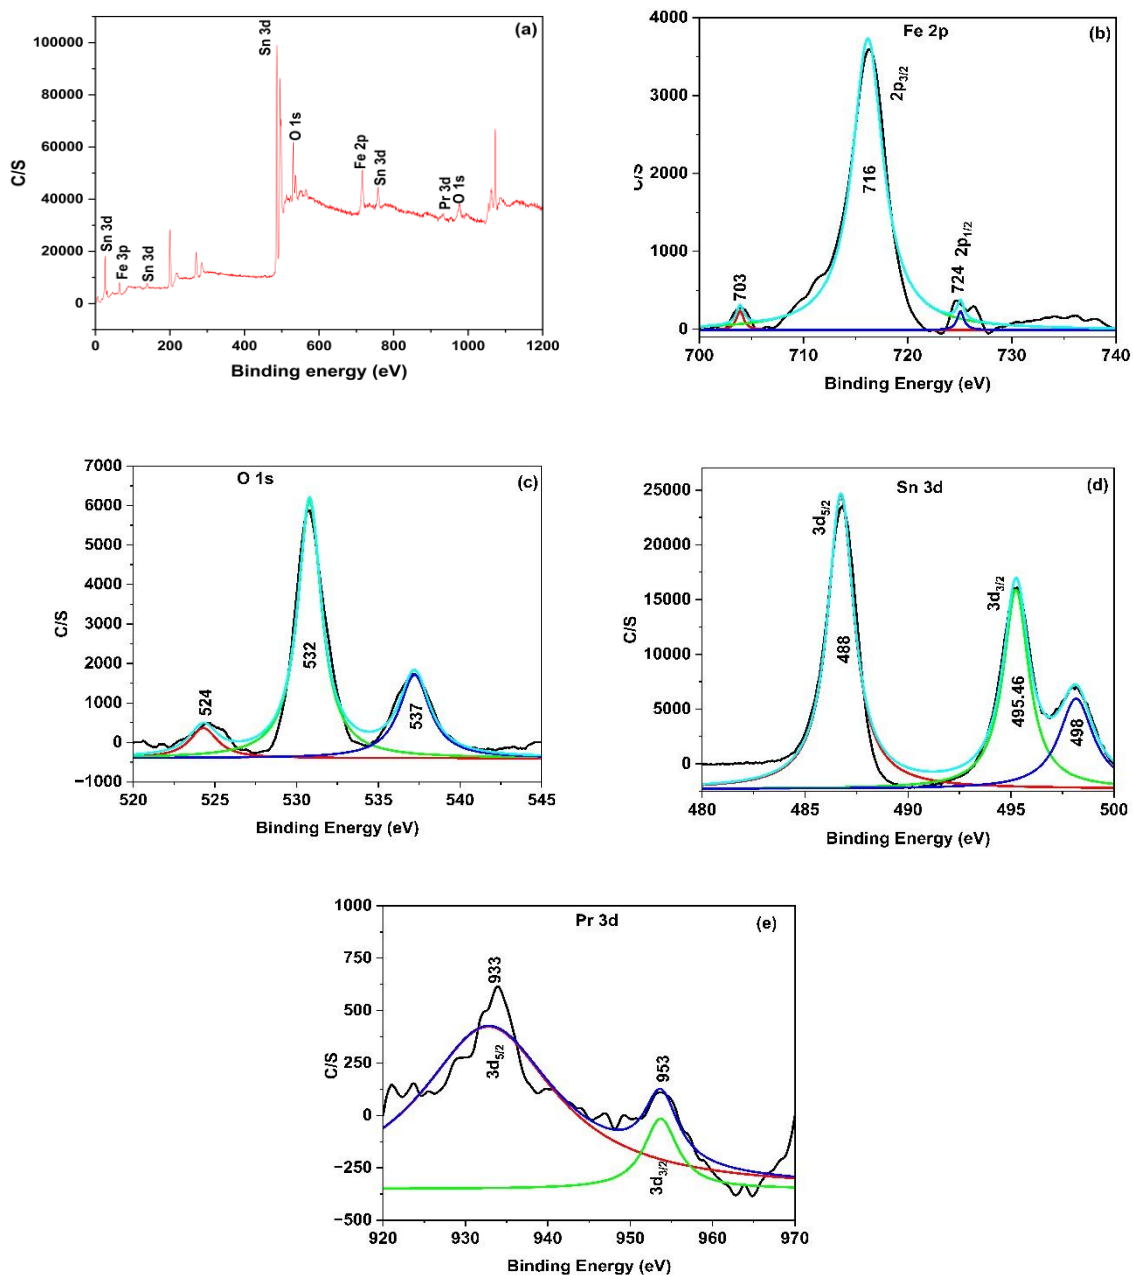 (a)
Sn 3d
O 1s
Fe 2p
Sn 3d
Pr 3d
O 1s
Sn 3d
Fe 3p
Sn 3d
C/S
100000
80000
60000
40000
20000
0
0 200 400 600 800 1000 1200
Binding energy (eV)
Fe 2p (b)
2p3/2
716
703
724 2p1/2
C/S
4000
3000
2000
1000
0
700 710 720 730 740
Binding Energy (eV)
O 1s (c)
524
532
537
C/S
7000
6000
5000
4000
3000
2000
1000
0
−1000
520 525 530 535 540 545
Binding Energy (eV)
Sn 3d (d)
3d5/2
488
3d3/2
495.46
498
C/S
25000
20000
15000
10000
5000
0
480 485 490 495 500
Binding Energy (eV)
Pr 3d (e)
933
3d5/2
953
3d3/2
C/S
1000
750
500
250
0
−250
−500
920 930 940 950 960 970
Binding Energy (eV)